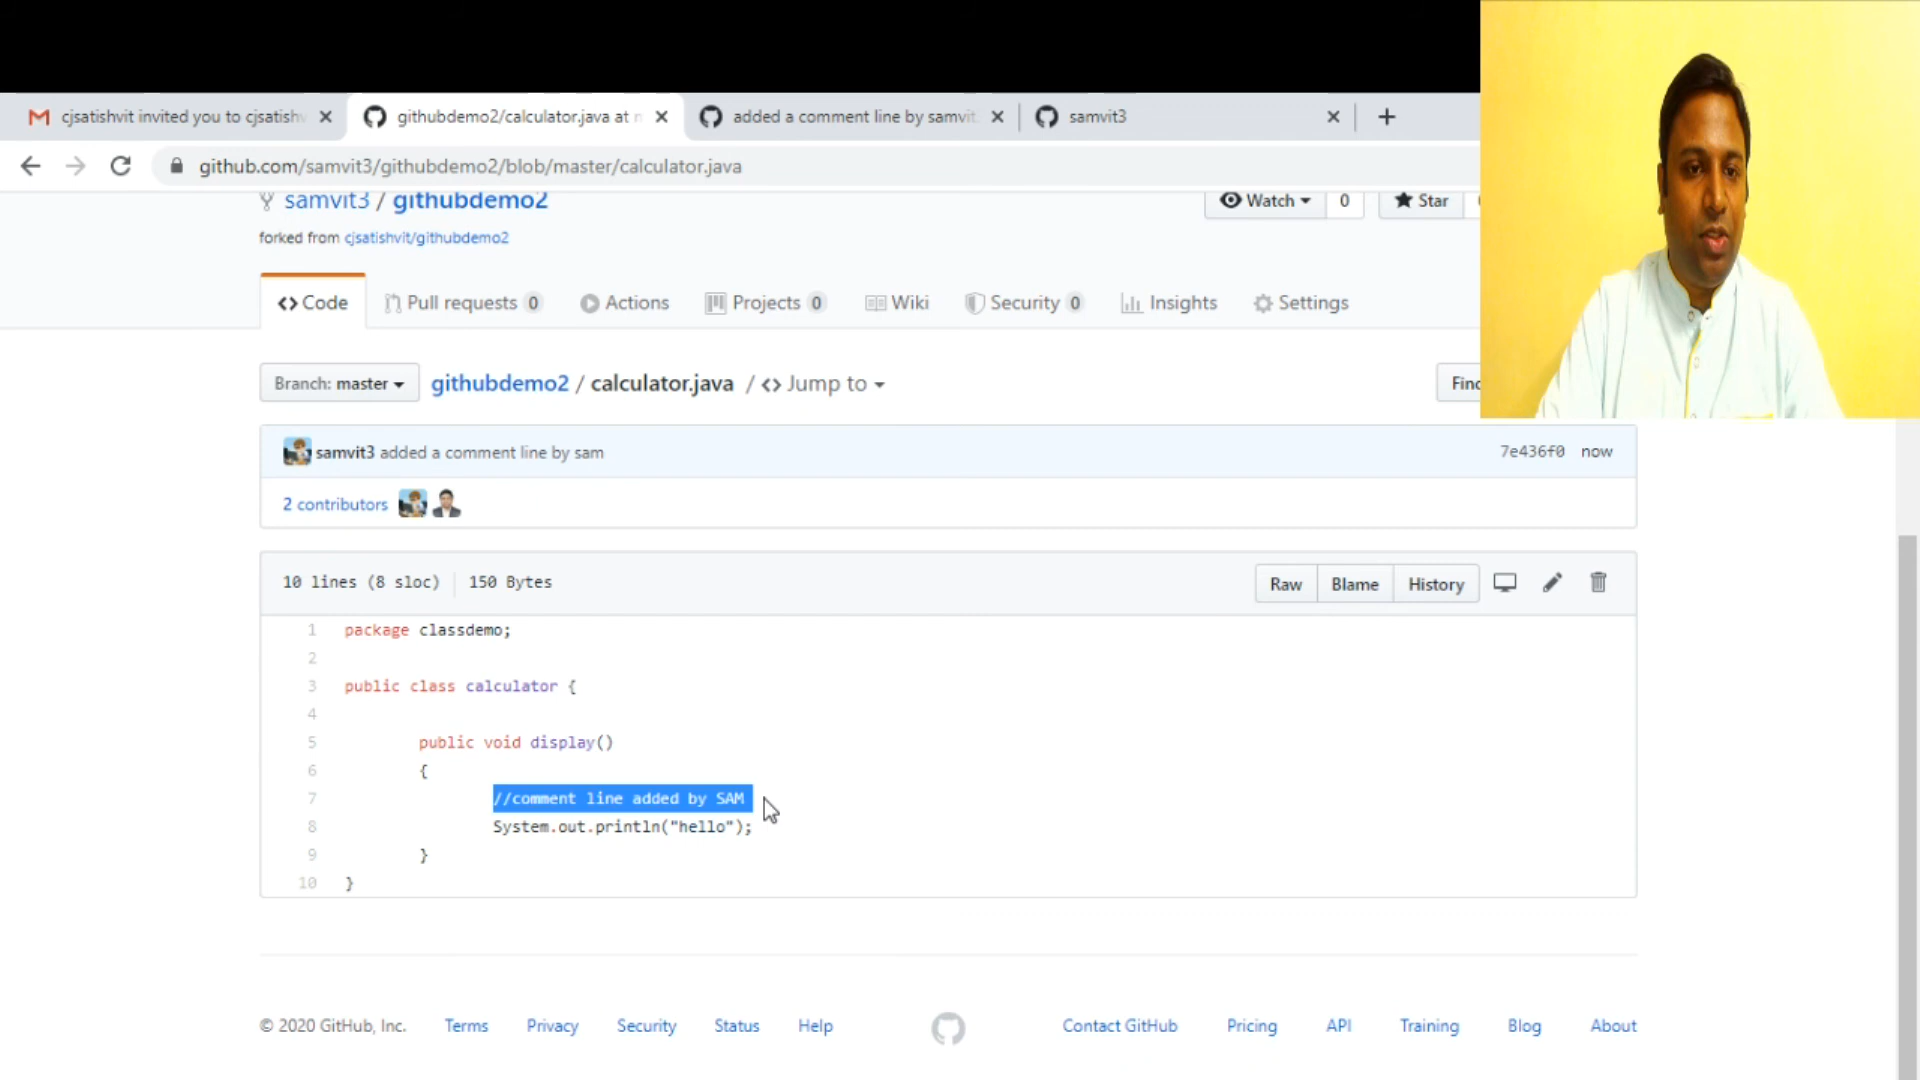 cjsatishvit invited you to cjsatishv
githubdemo2/calculator.java at m
added a comment line by samvit
samvit3
github.com/samvit3/githubdemo2/blob/master/calculator.java
samvit3 / githubdemo2
Watch 0
Star
forked from cjsatishvit/githubdemo2
<> Code
Pull requests 0
Actions
Projects 0
Wiki
Security 0
Insights
Settings
Branch: master
githubdemo2 / calculator.java / <> Jump to
Find
samvit3 added a comment line by sam
7e436f0 now
2 contributors
10 lines (8 sloc) 150 Bytes
Raw Blame History
1 package classdemo;
2
3 public class calculator {
4
5 public void display()
6 {
7 //comment line added by SAM
8 System.out.println("hello");
9 }
10 }
© 2020 GitHub, Inc. Terms Privacy Security Status Help Contact GitHub Pricing API Training Blog About